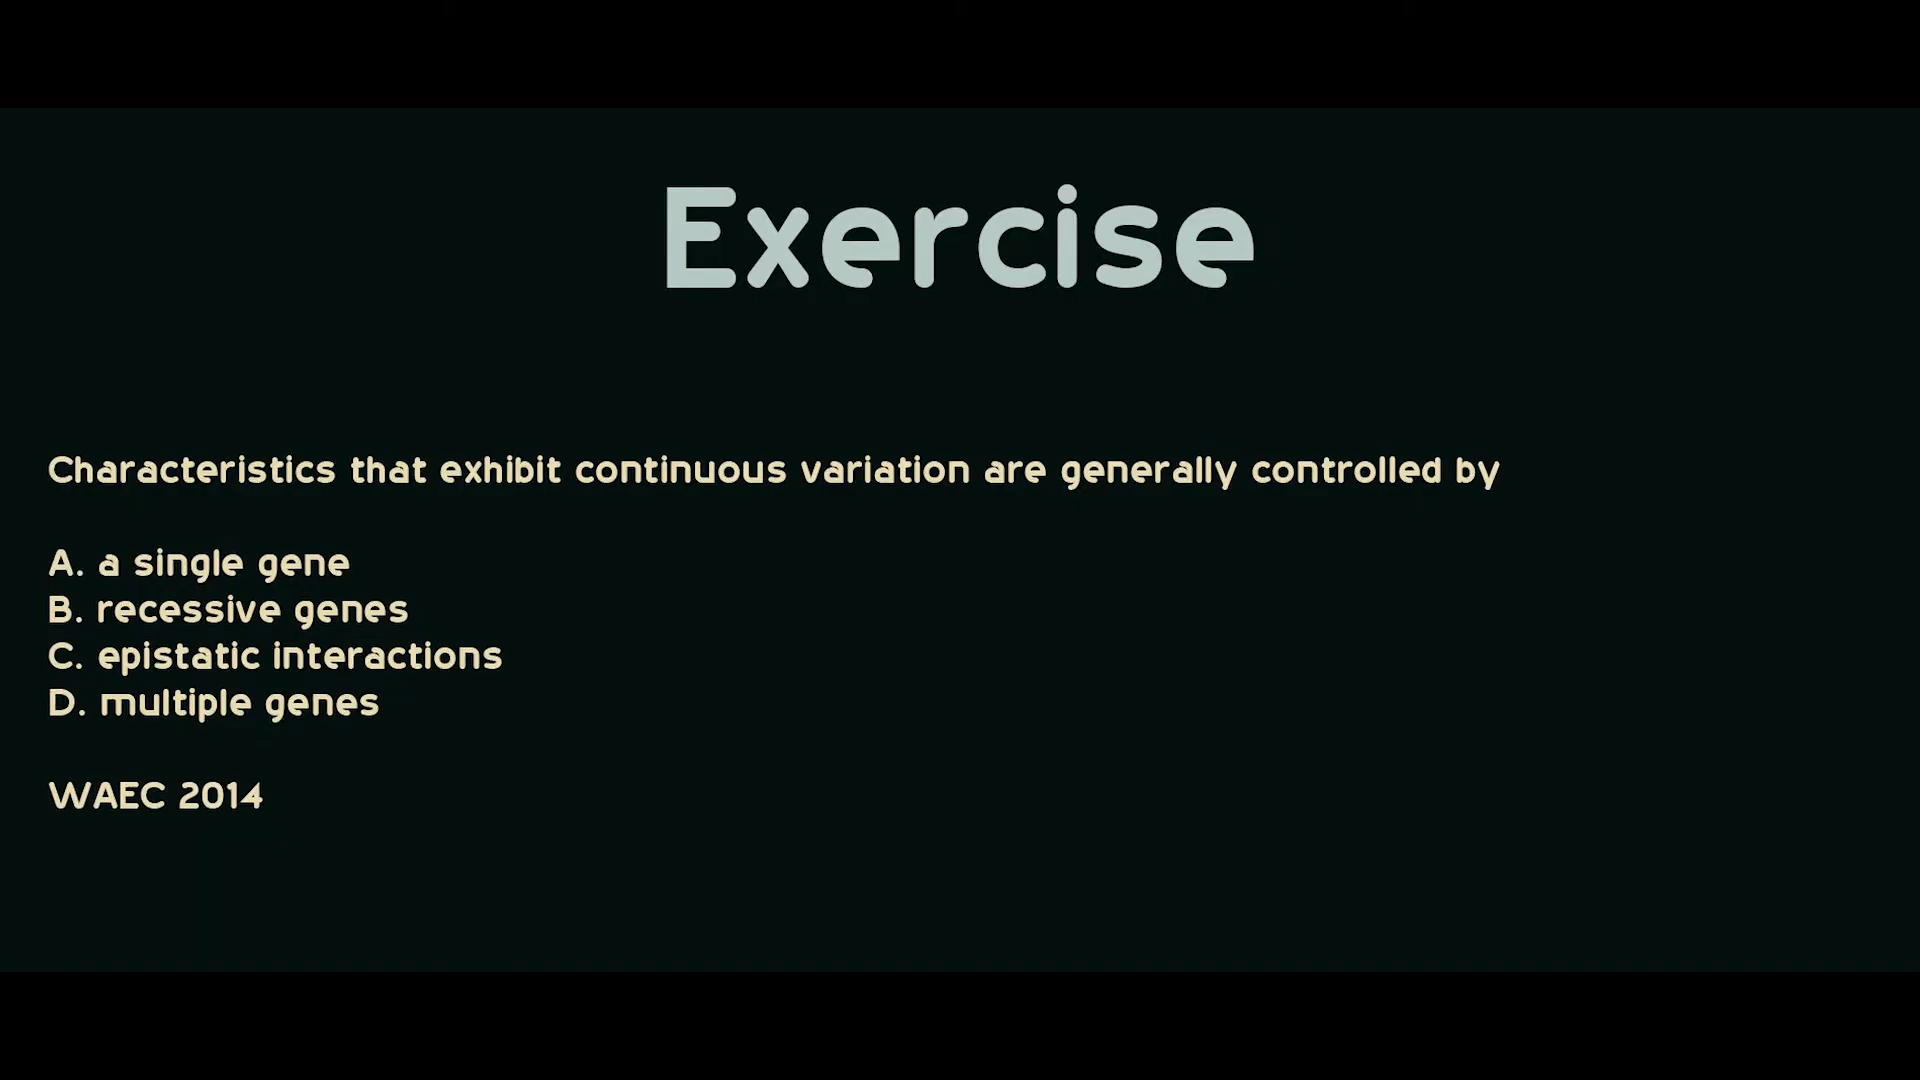 Exercise
Characteristics that exhibit continuous variation are generally controlled by
A. a single gene
B. recessive genes
C. epistatic interactions
D. multiple genes
WAEC 2014